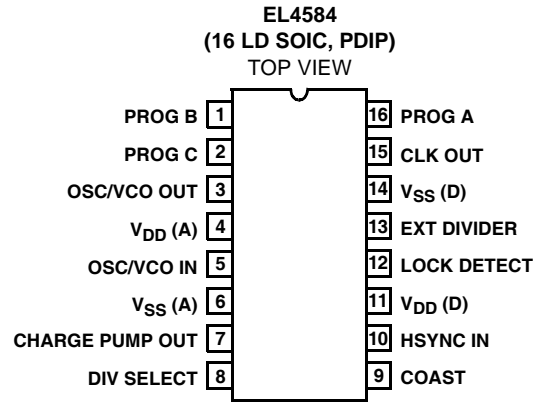 EL4584
(16 LD SOIC, PDIP)
TOP VIEW
PROG B 1 16 PROG A
PROG C 2 15 CLK OUT
OSC/VCO OUT 3 14 VSS (D)
VDD (A) 4 13 EXT DIVIDER
OSC/VCO IN 5 12 LOCK DETECT
VSS (A) 6 11 VDD (D)
CHARGE PUMP OUT 7 10 HSYNC IN
DIV SELECT 8 9 COAST